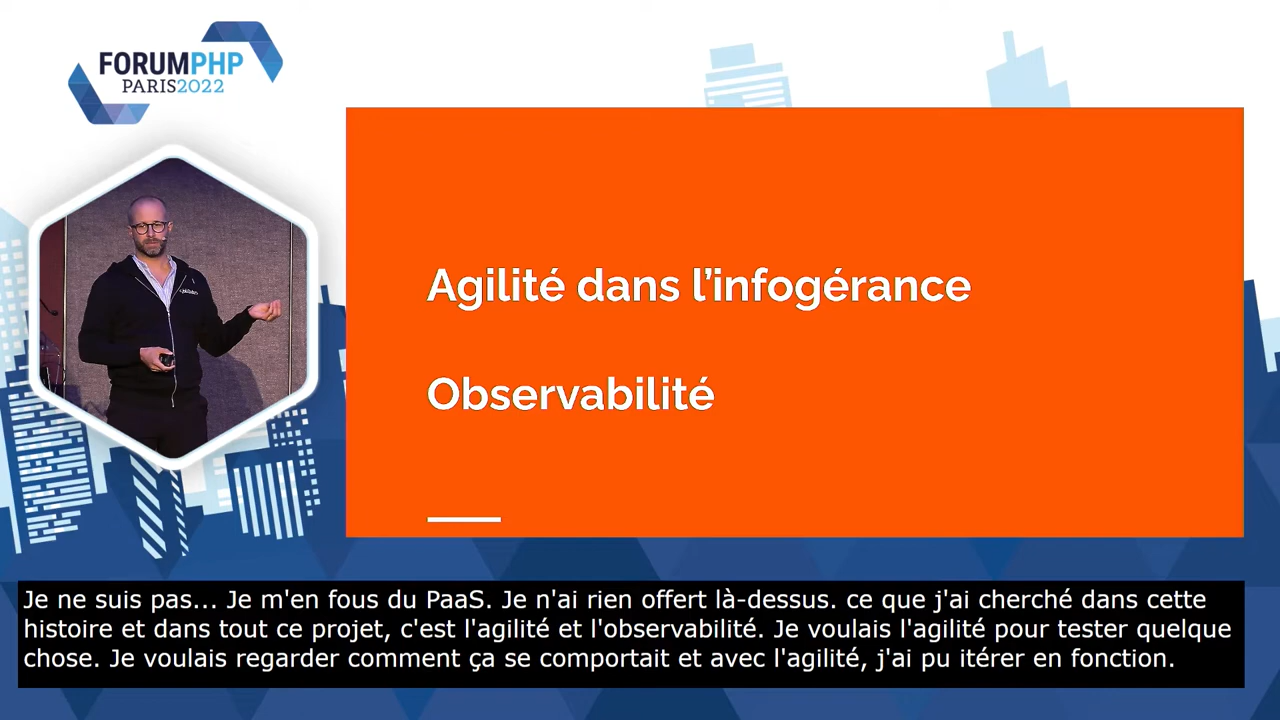 FORUMPHP
PARIS2022
Agilité dans l’infogérance
Observabilité
Je ne suis pas... Je m'en fous du PaaS. Je n'ai rien offert là-dessus. ce que j'ai cherché dans cette
histoire et dans tout ce projet, c'est l'agilité et l'observabilité. Je voulais l'agilité pour tester quelque
chose. Je voulais regarder comment ça se comportait et avec l'agilité, j'ai pu itérer en fonction.